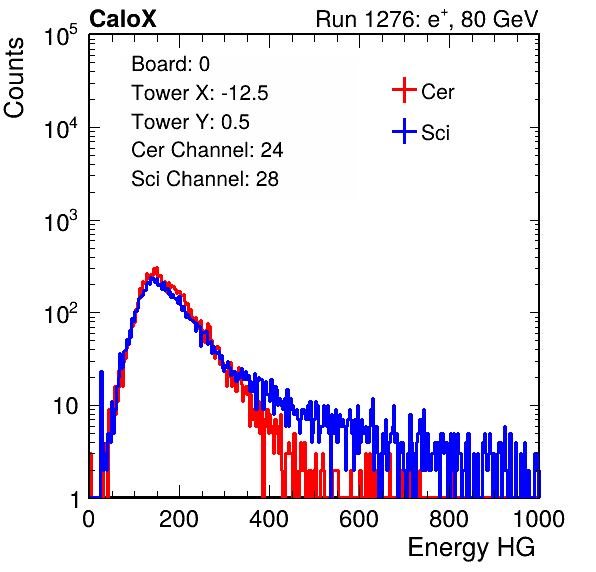 CaloX Run 1276: e⁺, 80 GeV
Board: 0
Tower X: -12.5
Tower Y: 0.5
Cer Channel: 24
Sci Channel: 28
Cer
Sci
Counts
10⁵
10⁴
10³
10²
10
1
0 200 400 600 800 1000
Energy HG